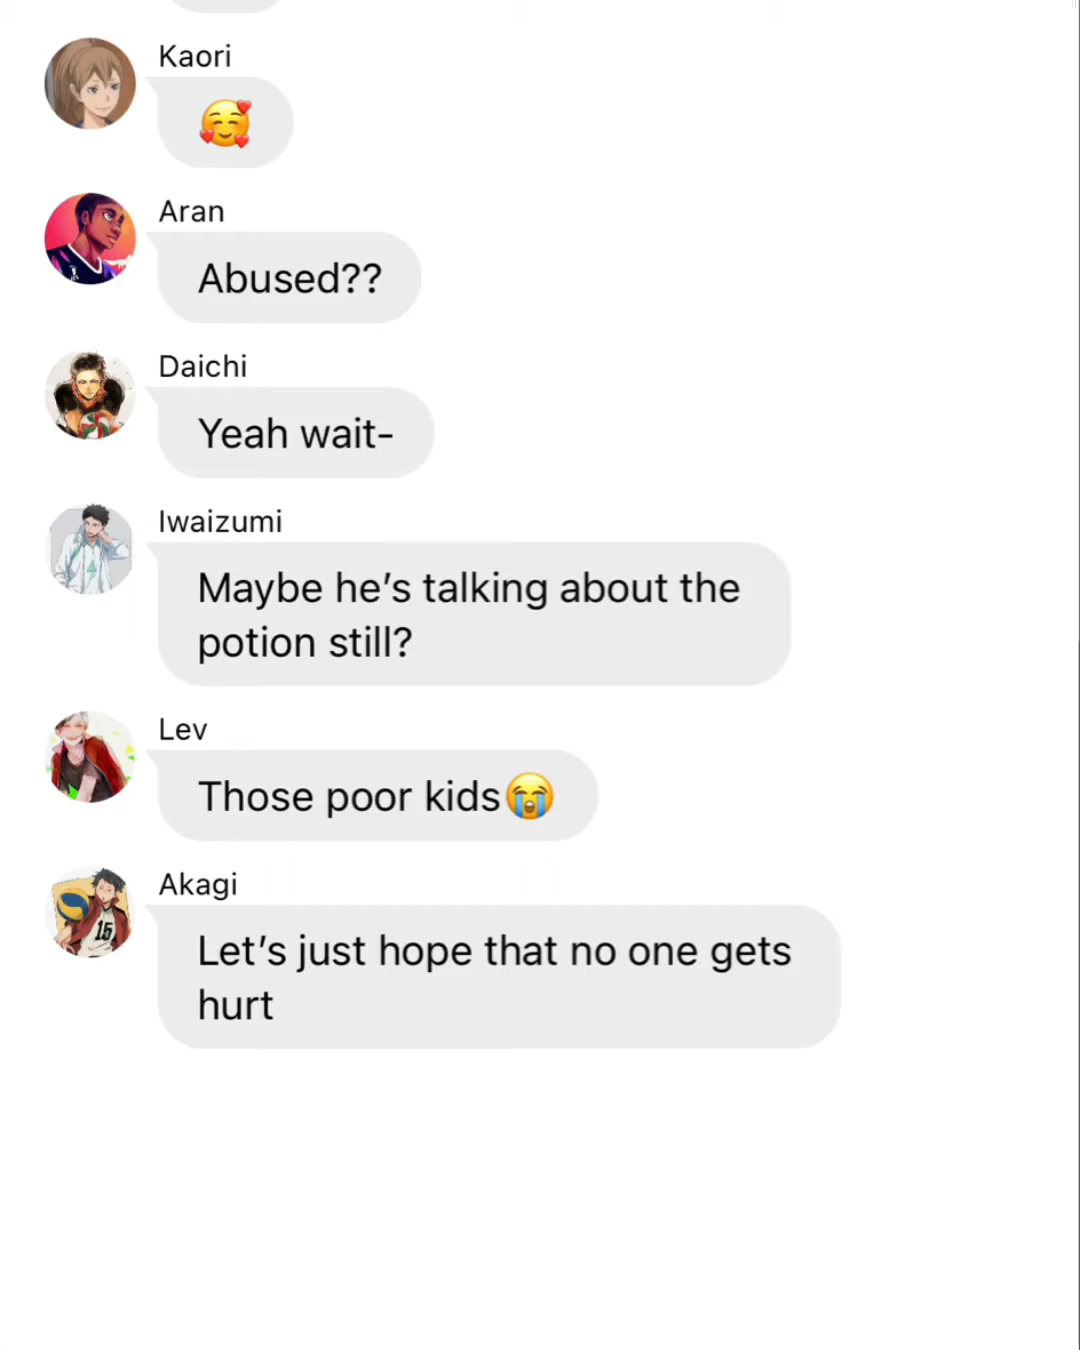 Kaori
🥰
Aran
Abused??
Daichi
Yeah wait-
Iwaizumi
Maybe he's talking about the
potion still?
Lev
Those poor kids😭
Akagi
15
Let's just hope that no one gets
hurt